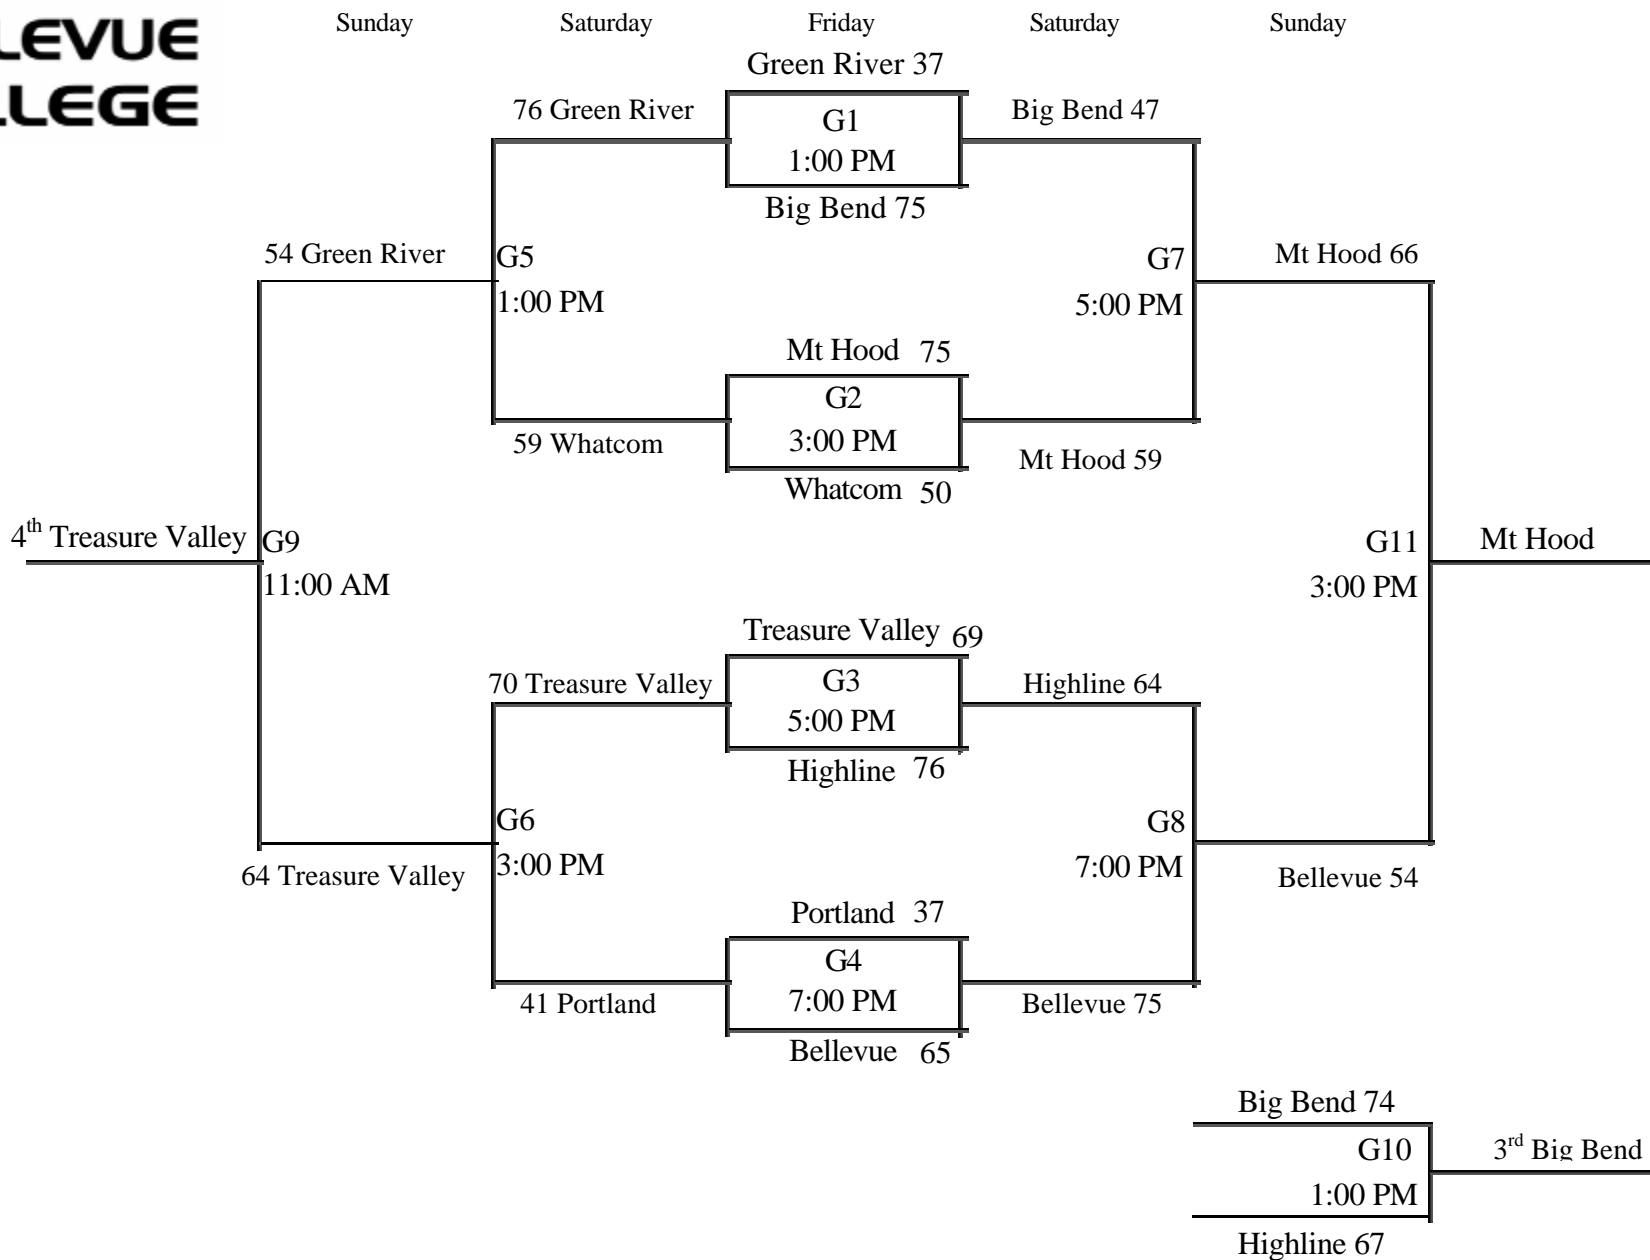 LEVUE
LLEGE
Sunday Saturday Friday Saturday Sunday
Green River 37
76 Green River G1 Big Bend 47
1:00 PM
Big Bend 75
54 Green River G5 G7 Mt Hood 66
1:00 PM 5:00 PM
Mt Hood 75
G2
59 Whatcom 3:00 PM Mt Hood 59
Whatcom 50
4th Treasure Valley G9 G11 Mt Hood
11:00 AM 3:00 PM
Treasure Valley 69
70 Treasure Valley G3 Highline 64
5:00 PM
Highline 76
G6 G8
64 Treasure Valley 3:00 PM 7:00 PM Bellevue 54
Portland 37
G4
41 Portland 7:00 PM Bellevue 75
Bellevue 65
Big Bend 74
G10 3rd Big Bend
1:00 PM
Highline 67